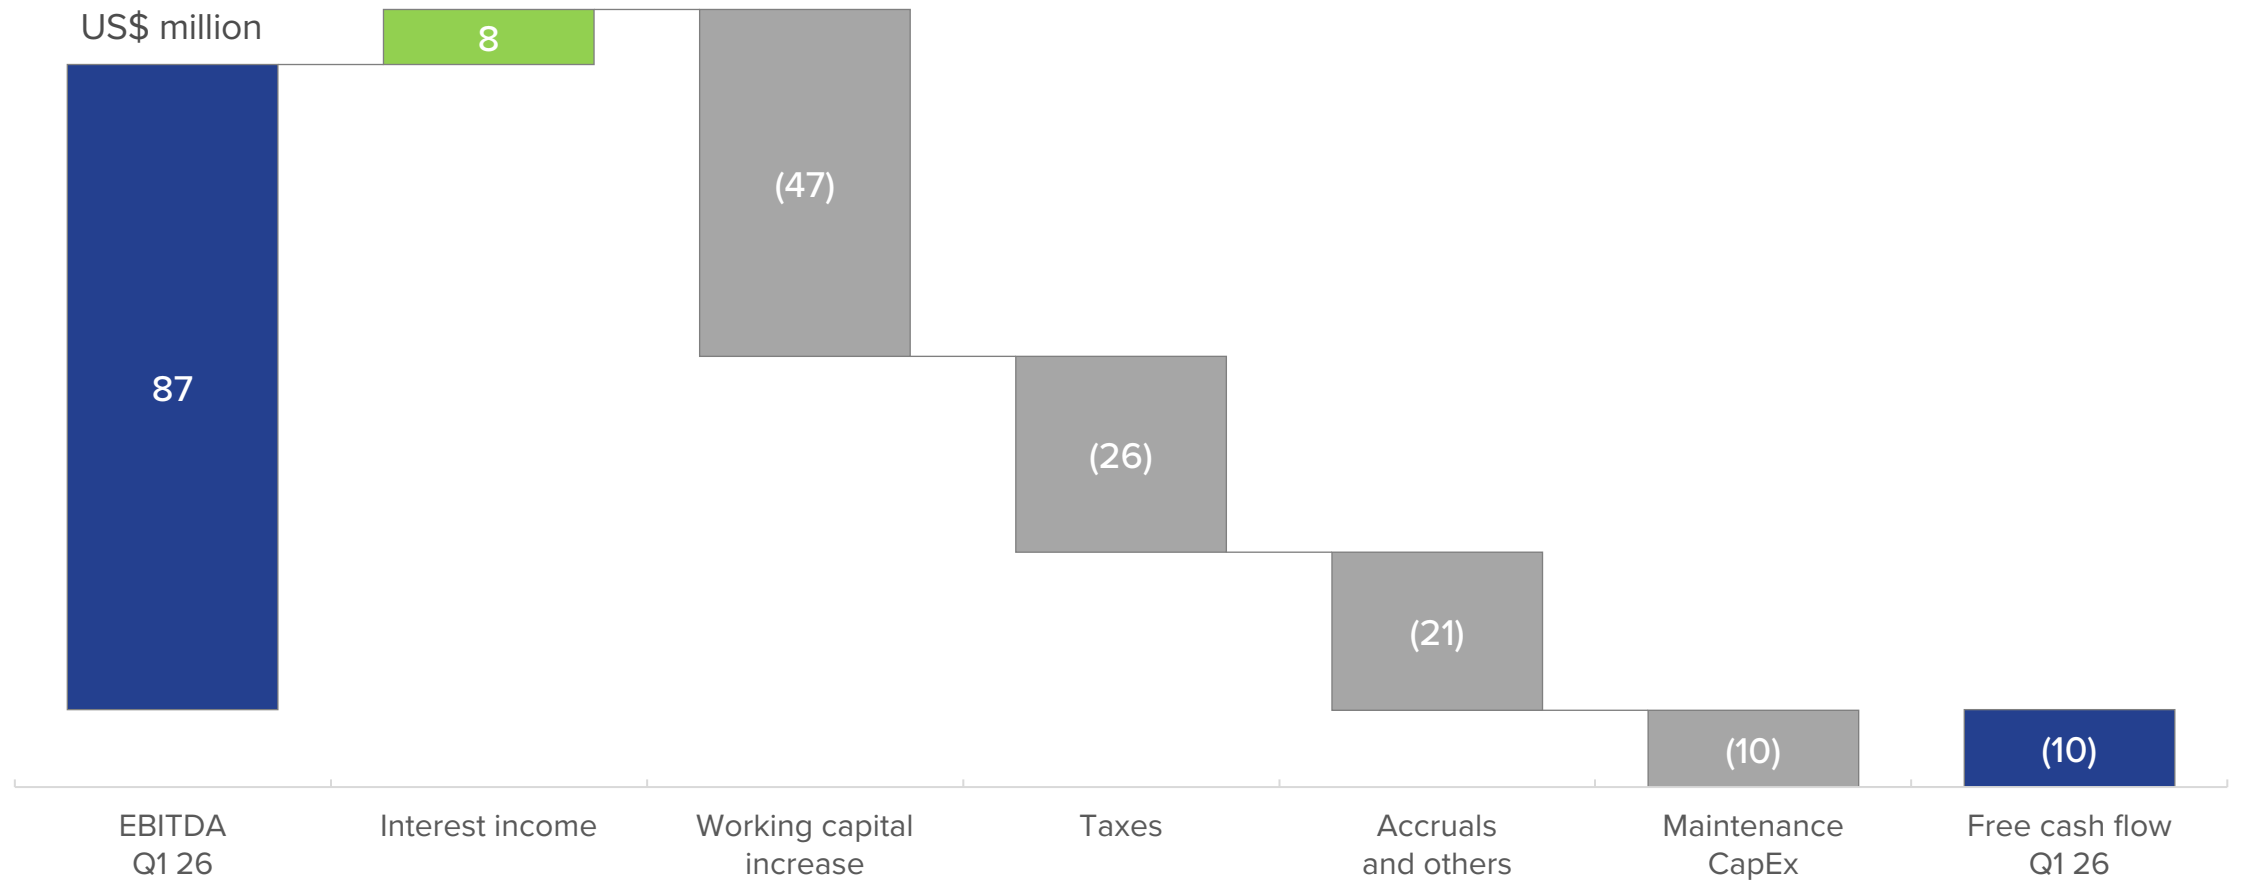 US$ million
8
(47)
87
(26)
(21)
(10)
(10)
EBITDA
Q1 26
Interest income
Working capital
increase
Taxes
Accruals
and others
Maintenance
CapEx
Free cash flow
Q1 26